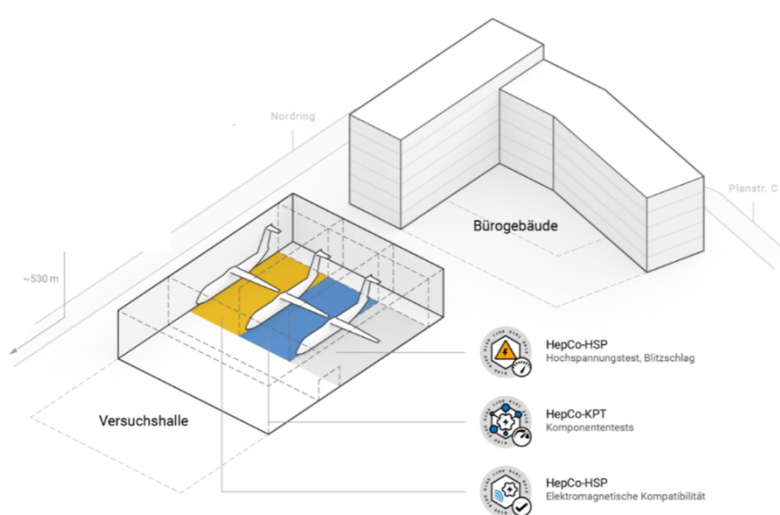 Nordring
Planstr. C
Bürogebäude
~530 m
HepCo-HSP
Hochspannungstest, Blitzschlag
Versuchshalle
HepCo-KPT
Komponententests
HepCo-HSP
Elektromagnetische Kompatibilität